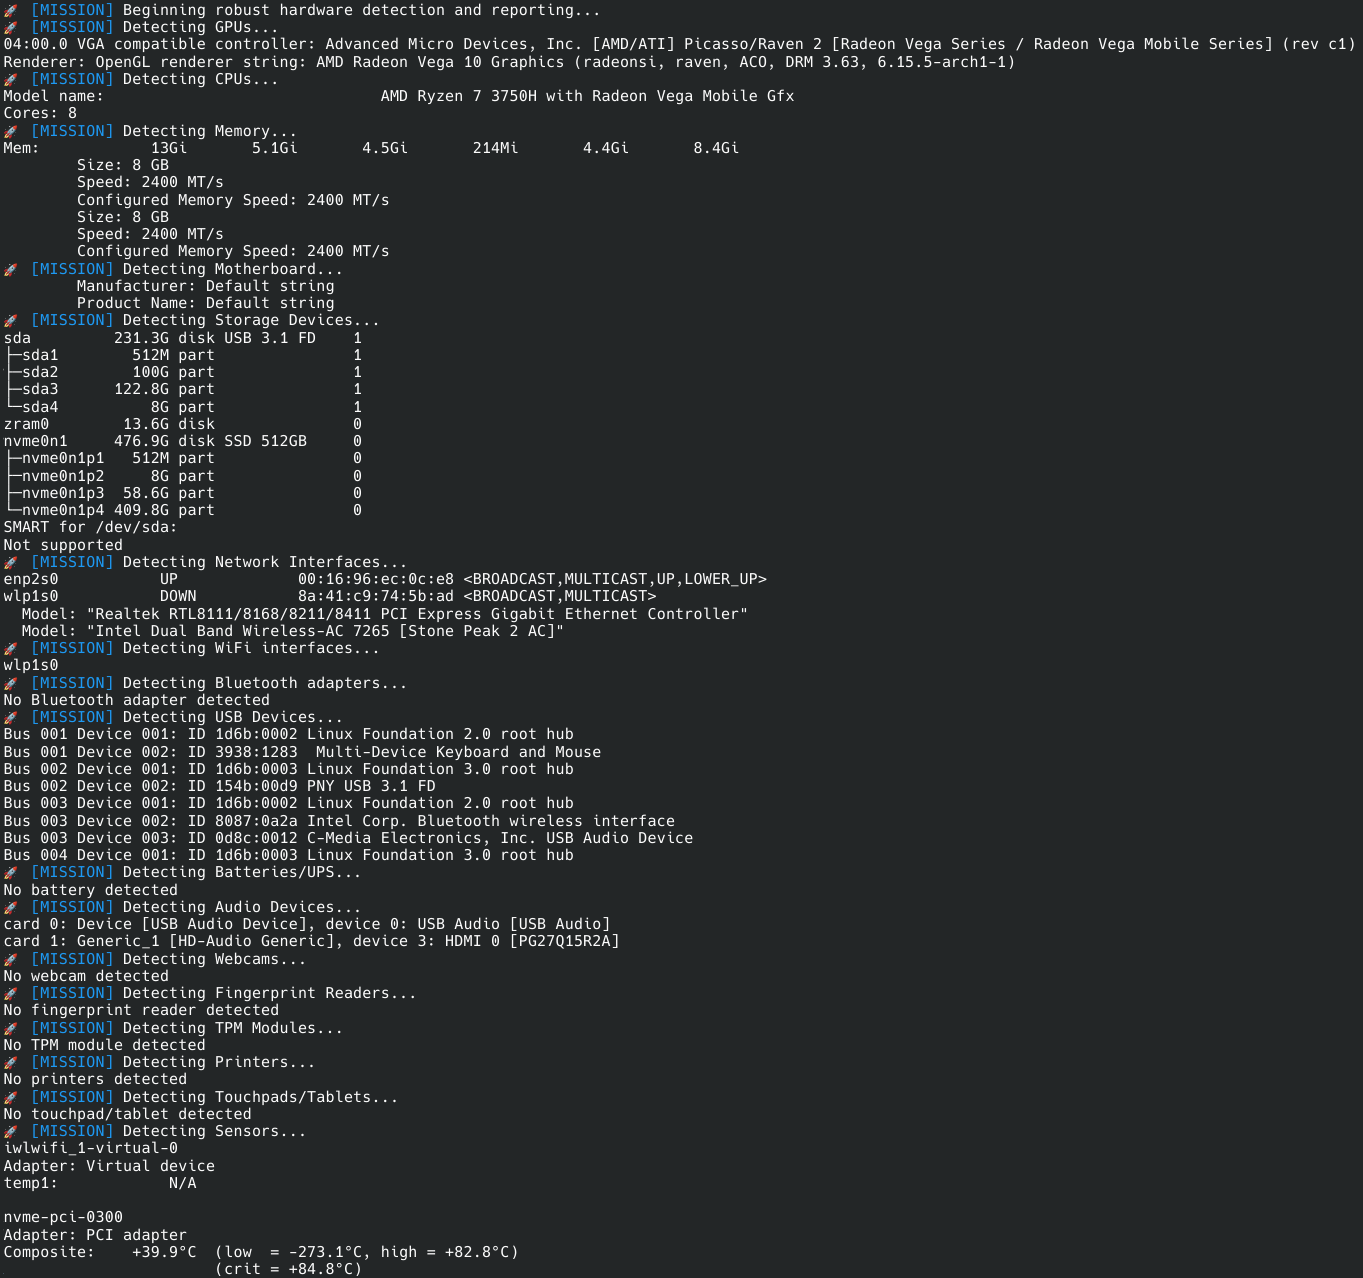 🚀 [MISSION] Beginning robust hardware detection and reporting...
🚀 [MISSION] Detecting GPUs...
04:00.0 VGA compatible controller: Advanced Micro Devices, Inc. [AMD/ATI] Picasso/Raven 2 [Radeon Vega Series / Radeon Vega Mobile Series] (rev c1)
Renderer: OpenGL renderer string: AMD Radeon Vega 10 Graphics (radeonsi, raven, ACO, DRM 3.63, 6.15.5-arch1-1)
🚀 [MISSION] Detecting CPUs...
Model name:                              AMD Ryzen 7 3750H with Radeon Vega Mobile Gfx
Cores: 8
🚀 [MISSION] Detecting Memory...
Mem:            13Gi       5.1Gi       4.5Gi       214Mi       4.4Gi       8.4Gi
        Size: 8 GB
        Speed: 2400 MT/s
        Configured Memory Speed: 2400 MT/s
        Size: 8 GB
        Speed: 2400 MT/s
        Configured Memory Speed: 2400 MT/s
🚀 [MISSION] Detecting Motherboard...
        Manufacturer: Default string
        Product Name: Default string
🚀 [MISSION] Detecting Storage Devices...
sda         231.3G disk USB 3.1 FD    1
├─sda1        512M part               1
├─sda2        100G part               1
├─sda3      122.8G part               1
└─sda4          8G part               1
zram0        13.6G disk               0
nvme0n1     476.9G disk SSD 512GB     0
├─nvme0n1p1   512M part               0
├─nvme0n1p2     8G part               0
├─nvme0n1p3  58.6G part               0
└─nvme0n1p4 409.8G part               0
SMART for /dev/sda:
Not supported
🚀 [MISSION] Detecting Network Interfaces...
enp2s0           UP             00:16:96:ec:0c:e8 <BROADCAST,MULTICAST,UP,LOWER_UP>
wlp1s0           DOWN           8a:41:c9:74:5b:ad <BROADCAST,MULTICAST>
  Model: "Realtek RTL8111/8168/8211/8411 PCI Express Gigabit Ethernet Controller"
  Model: "Intel Dual Band Wireless-AC 7265 [Stone Peak 2 AC]"
🚀 [MISSION] Detecting WiFi interfaces...
wlp1s0
🚀 [MISSION] Detecting Bluetooth adapters...
No Bluetooth adapter detected
🚀 [MISSION] Detecting USB Devices...
Bus 001 Device 001: ID 1d6b:0002 Linux Foundation 2.0 root hub
Bus 001 Device 002: ID 3938:1283  Multi-Device Keyboard and Mouse
Bus 002 Device 001: ID 1d6b:0003 Linux Foundation 3.0 root hub
Bus 002 Device 002: ID 154b:00d9 PNY USB 3.1 FD
Bus 003 Device 001: ID 1d6b:0002 Linux Foundation 2.0 root hub
Bus 003 Device 002: ID 8087:0a2a Intel Corp. Bluetooth wireless interface
Bus 003 Device 003: ID 0d8c:0012 C-Media Electronics, Inc. USB Audio Device
Bus 004 Device 001: ID 1d6b:0003 Linux Foundation 3.0 root hub
🚀 [MISSION] Detecting Batteries/UPS...
No battery detected
🚀 [MISSION] Detecting Audio Devices...
card 0: Device [USB Audio Device], device 0: USB Audio [USB Audio]
card 1: Generic_1 [HD-Audio Generic], device 3: HDMI 0 [PG27Q15R2A]
🚀 [MISSION] Detecting Webcams...
No webcam detected
🚀 [MISSION] Detecting Fingerprint Readers...
No fingerprint reader detected
🚀 [MISSION] Detecting TPM Modules...
No TPM module detected
🚀 [MISSION] Detecting Printers...
No printers detected
🚀 [MISSION] Detecting Touchpads/Tablets...
No touchpad/tablet detected
🚀 [MISSION] Detecting Sensors...
iwlwifi_1-virtual-0
Adapter: Virtual device
temp1:            N/A

nvme-pci-0300
Adapter: PCI adapter
Composite:    +39.9°C  (low  = -273.1°C, high = +82.8°C)
                       (crit = +84.8°C)